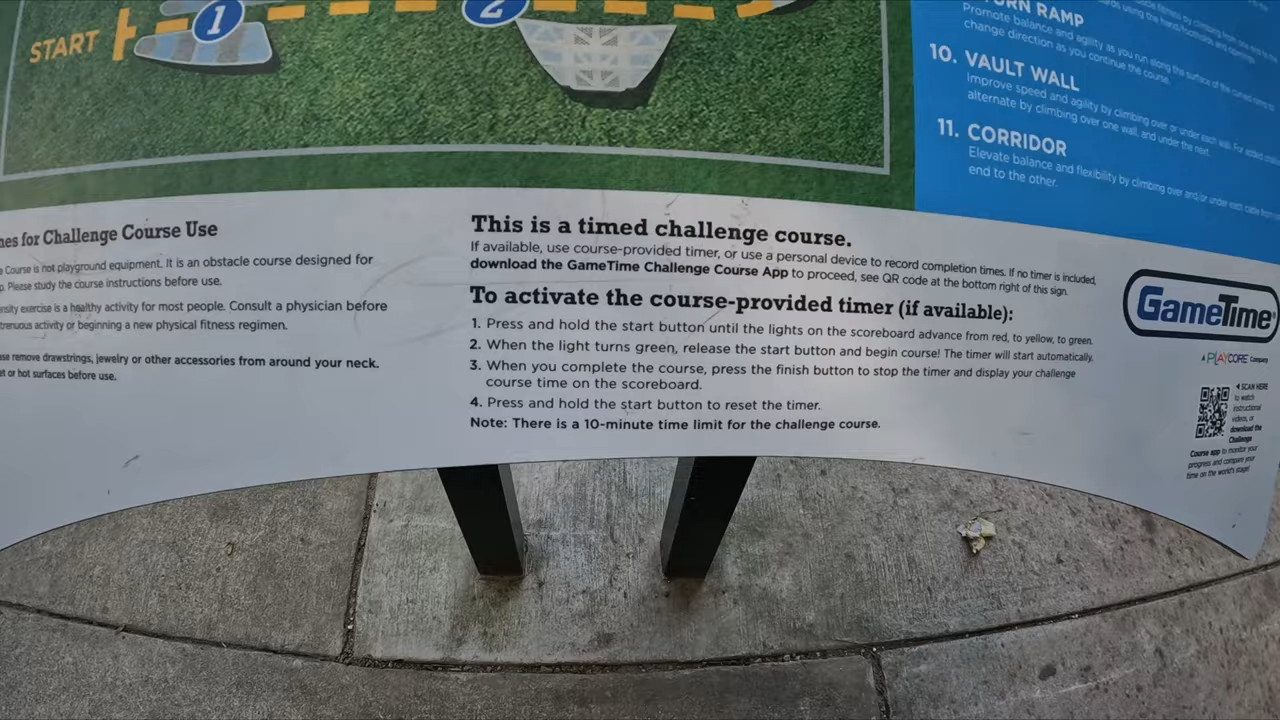 START
1
2
TURN RAMP
Promote balance and agility as you run along the surface of the curved ramp to
change direction as you continue the course.
10. VAULT WALL
Improve speed and agility by climbing over or under each wall. For added
alternate by climbing over one wall, and under the next.
11. CORRIDOR
Elevate balance and flexibility by climbing over and/or under each cable from
end to the other.
nes for Challenge Course Use
Course is not playground equipment. It is an obstacle course designed for
p. Please study the course instructions before use.
nsity exercise is a healthy activity for most people. Consult a physician before
trenuous activity or beginning a new physical fitness regimen.
ase remove drawstrings, jewelry or other accessories from around your neck.
et or hot surfaces before use.
This is a timed challenge course.
If available, use course-provided timer, or use a personal device to record completion times. If no timer is included,
download the GameTime Challenge Course App to proceed, see QR code at the bottom right of this sign.
To activate the course-provided timer (if available):
1. Press and hold the start button until the lights on the scoreboard advance from red, to yellow, to green.
2. When the light turns green, release the start button and begin course! The timer will start automatically.
3. When you complete the course, press the finish button to stop the timer and display your challenge
course time on the scoreboard.
4. Press and hold the start button to reset the timer.
Note: There is a 10-minute time limit for the challenge course.
GameTime
A PLAYCORE Company
SCAN HERE
to watch
instructional
videos, or
download the
Challenge
Course app to monitor your
progress and compare your
time on the world's stage!